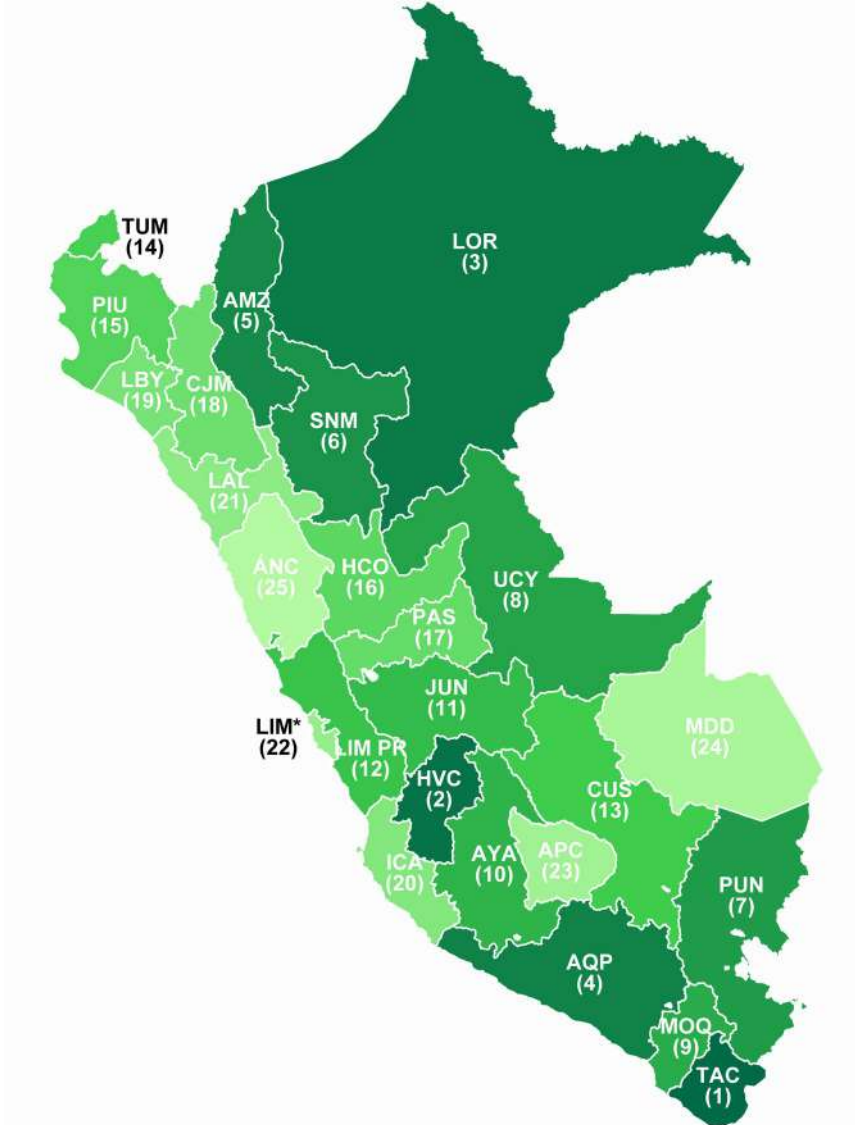 TUM
(14)
LOR
(3)
PIU
(15)
AMZ
(5)
LBY
(19)
CJM
(18)
SNM
(6)
LAL
(21)
ANC
(25)
HCO
(16)
UCY
(8)
PAS
(17)
JUN
(11)
LIM*
(22)
LIM PR
(12)
MDD
(24)
HVC
(2)
CUS
(13)
ICA
(20)
AYA
(10)
APC
(23)
PUN
(7)
AQP
(4)
MOQ
(9)
TAC
(1)